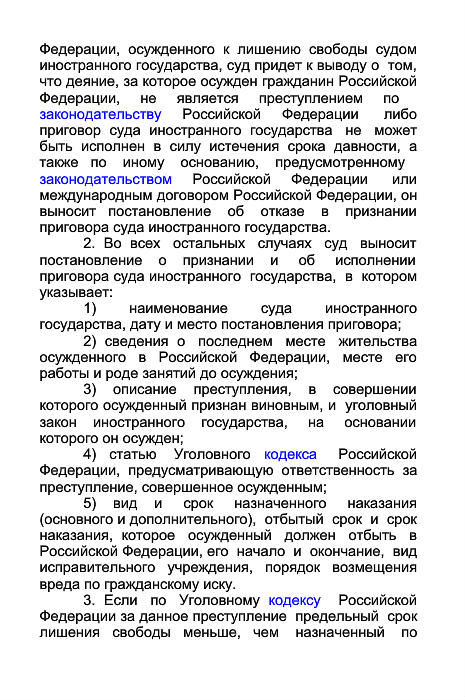 Федерации, осужденного к лишению свободы судом
иностранного государства, суд придет к выводу о том,
что деяние, за которое осужден гражданин Российской
Федерации, не является преступлением по
законодательству Российской Федерации либо
приговор суда иностранного государства не может
быть исполнен в силу истечения срока давности, а
также по иному основанию, предусмотренному
законодательством Российской Федерации или
международным договором Российской Федерации, он
выносит постановление об отказе в признании
приговора суда иностранного государства.
2. Во всех остальных случаях суд выносит
постановление о признании и об исполнении
приговора суда иностранного государства, в котором
указывает:
1) наименование суда иностранного
государства, дату и место постановления приговора;
2) сведения о последнем месте жительства
осужденного в Российской Федерации, месте его
работы и роде занятий до осуждения;
3) описание преступления, в совершении
которого осужденный признан виновным, и уголовный
закон иностранного государства, на основании
которого он осужден;
4) статью Уголовного кодекса Российской
Федерации, предусматривающую ответственность за
преступление, совершенное осужденным;
5) вид и срок назначенного наказания
(основного и дополнительного), отбытый срок и срок
наказания, которое осужденный должен отбыть в
Российской Федерации, его начало и окончание, вид
исправительного учреждения, порядок возмещения
вреда по гражданскому иску.
3. Если по Уголовному кодексу Российской
Федерации за данное преступление предельный срок
лишения свободы меньше, чем назначенный по